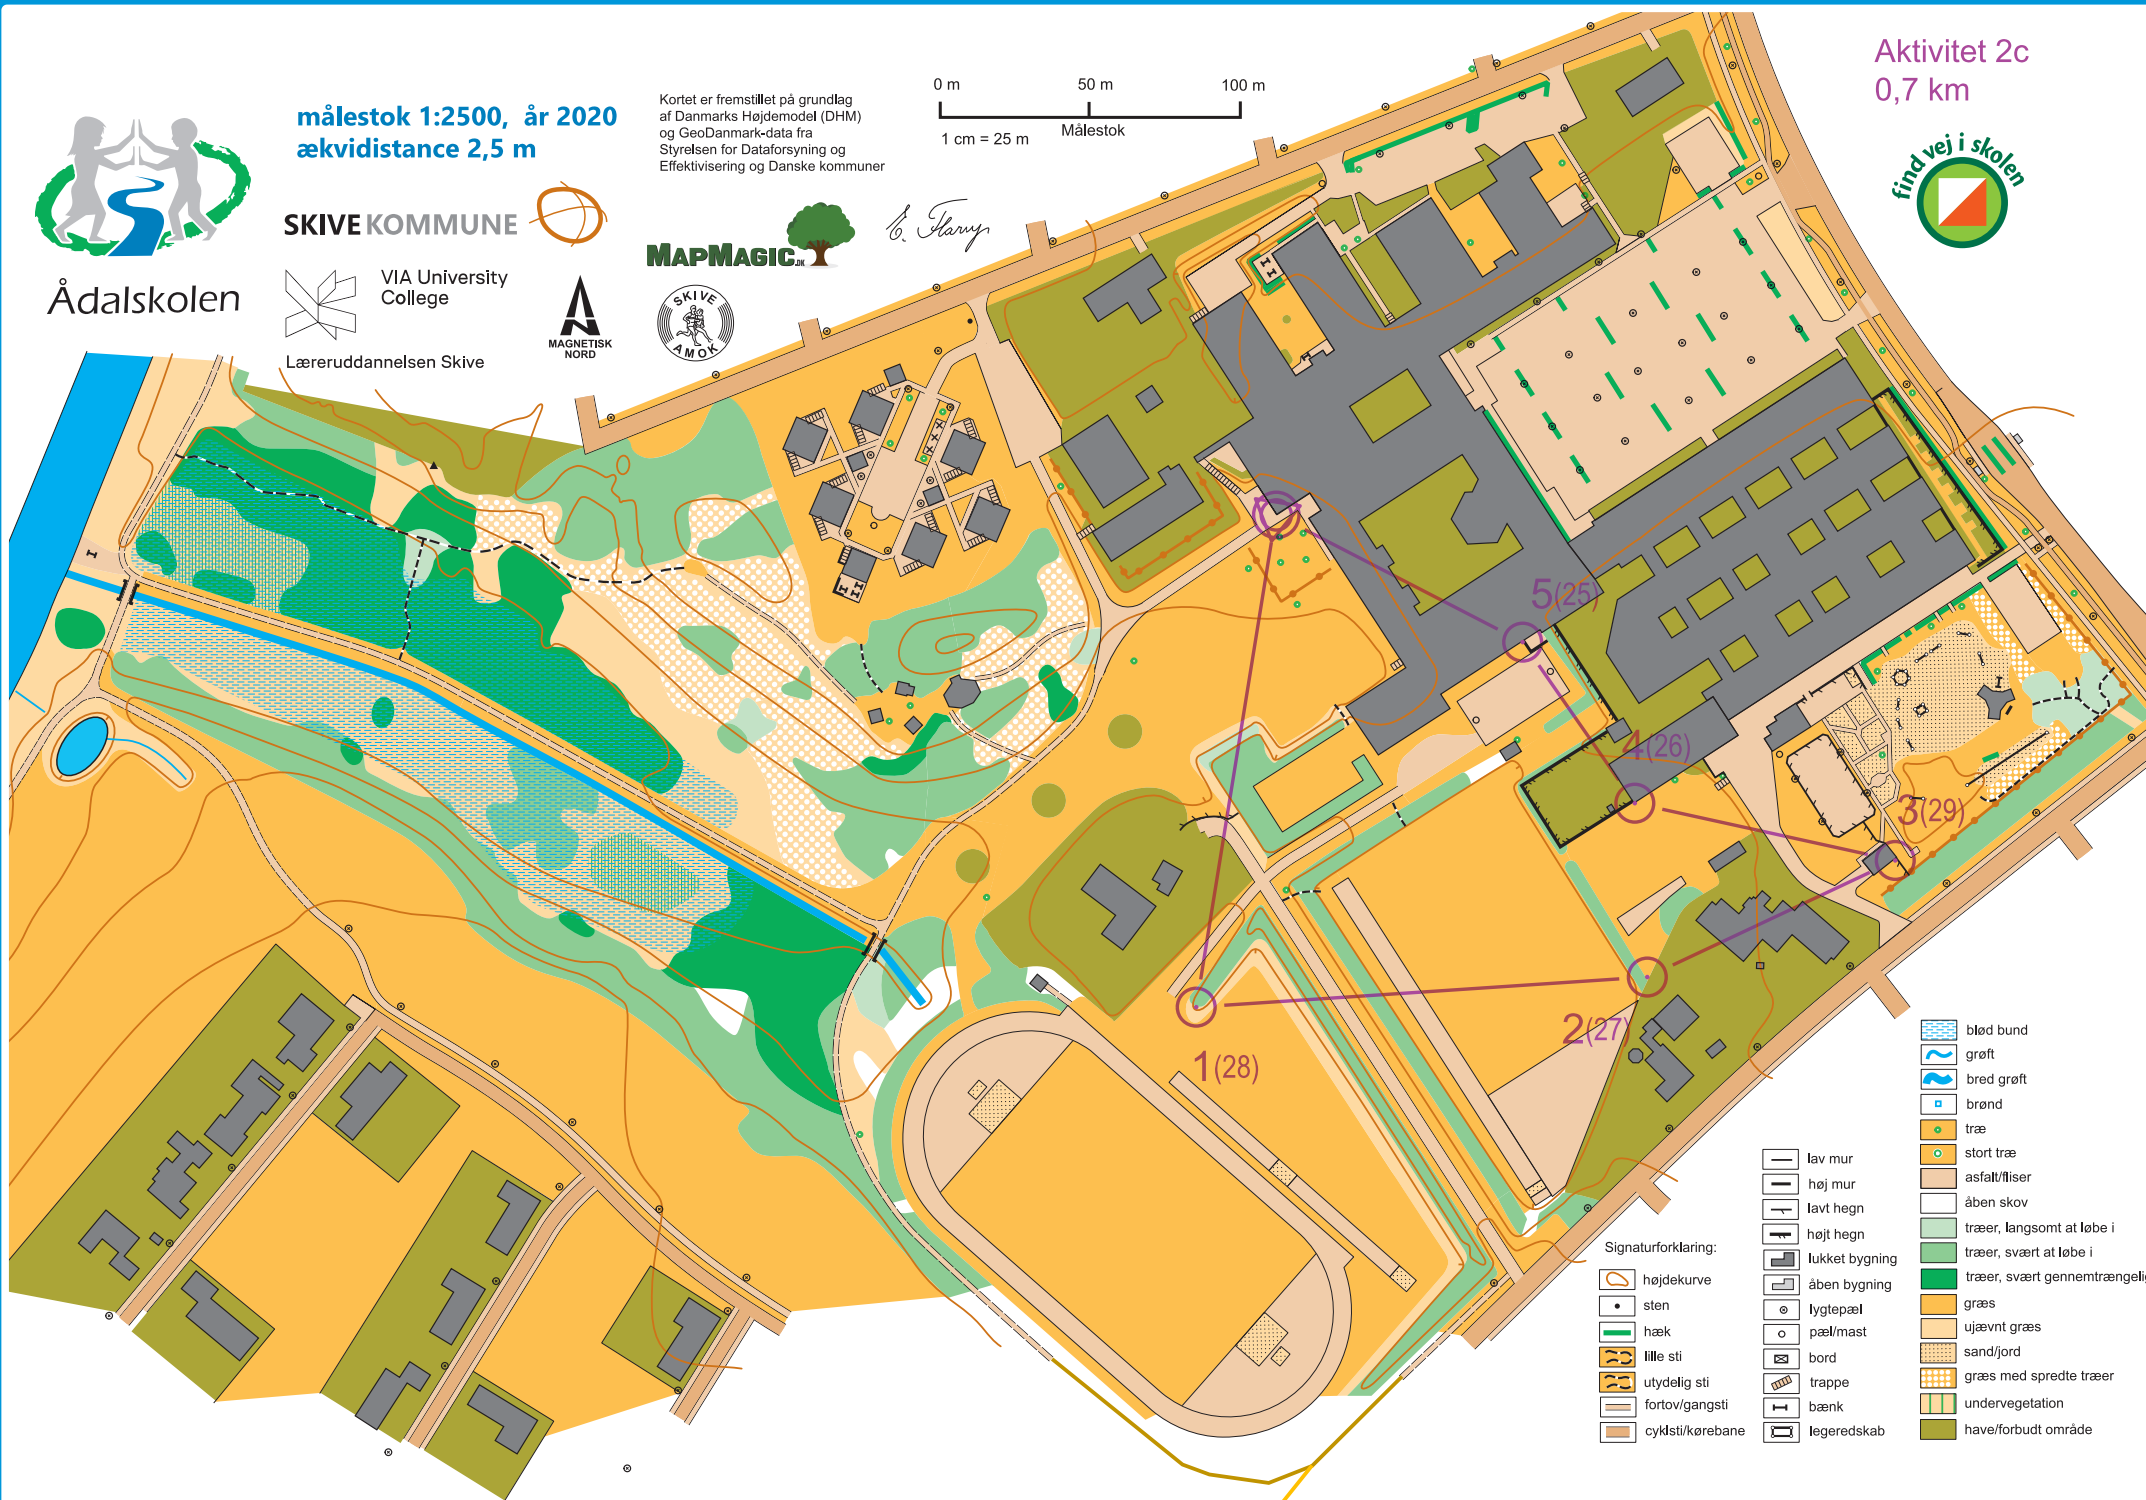 målestok 1:2500, år 2020
ækvidistance 2,5 m
Kortet er fremstillet på grundlag
af Danmarks Højdemodel (DHM)
og GeoDanmark-data fra
Styrelsen for Dataforsyning og
Effektivisering og Danske kommuner
0 m 50 m 100 m
1 cm = 25 m Målestok
Aktivitet 2c
0,7 km
find vej i skolen
SKIVE KOMMUNE
MAPMAGIC.DK
Ådalskolen
VIA University
College
Læreruddannelsen Skive
MAGNETISK
NORD
SKIVE
AMOK
5(25)
4(26)
3(29)
2(27)
1(28)
Signaturforklaring:
højdekurve
sten
hæk
lille sti
utydelig sti
fortov/gangsti
cyklsti/kørebane
lav mur
høj mur
lavt hegn
højt hegn
lukket bygning
åben bygning
lygtepæl
pæl/mast
bord
trappe
bænk
legeredskab
blød bund
grøft
bred grøft
brønd
træ
stort træ
asfalt/fliser
åben skov
træer, langsomt at løbe i
træer, svært at løbe i
træer, svært gennemtrængelig
græs
ujævnt græs
sand/jord
græs med spredte træer
undervegetation
have/forbudt område